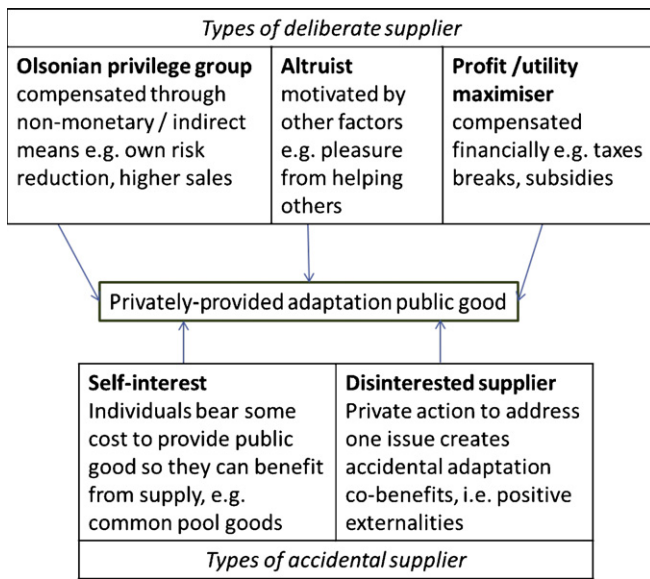 Types of deliberate supplier
Olsonian privilege group
compensated through
non-monetary / indirect
means e.g. own risk
reduction, higher sales
Altruist
motivated by
other factors
e.g. pleasure
from helping
others
Profit /utility
maximiser
compensated
financially e.g. taxes
breaks, subsidies
Privately-provided adaptation public good
Self-interest
Individuals bear some
cost to provide public
good so they can benefit
from supply, e.g.
common pool goods
Disinterested supplier
Private action to address
one issue creates
accidental adaptation
co-benefits, i.e. positive
externalities
Types of accidental supplier